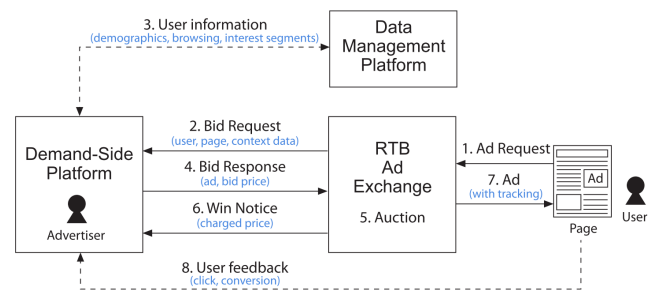 3. User information
(demographics, browsing, interest segments)
Data
Management
Platform
Demand-Side
Platform
Advertiser
2. Bid Request
(user, page, context data)
4. Bid Response
(ad, bid price)
6. Win Notice
(charged price)
RTB
Ad
Exchange
5. Auction
1. Ad Request
7. Ad
(with tracking)
Ad
Page
User
8. User feedback
(click, conversion)